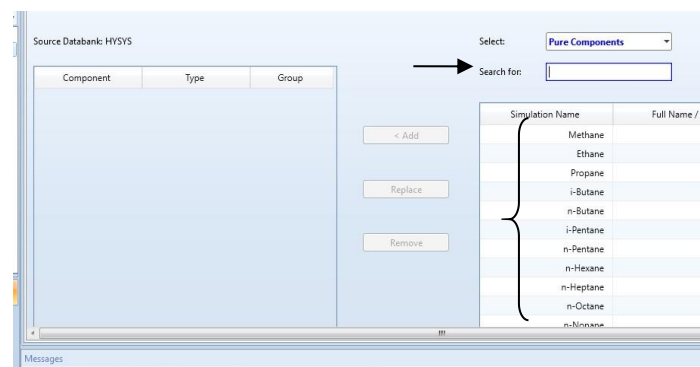 Source Databank: HYSYS
Select: Pure Components
Search for:
Component Type Group
Simulation Name Full Name /
< Add
Methane
Ethane
Propane
Replace
i-Butane
n-Butane
i-Pentane
Remove
n-Pentane
n-Hexane
n-Heptane
n-Octane
n-Nonane
Messages